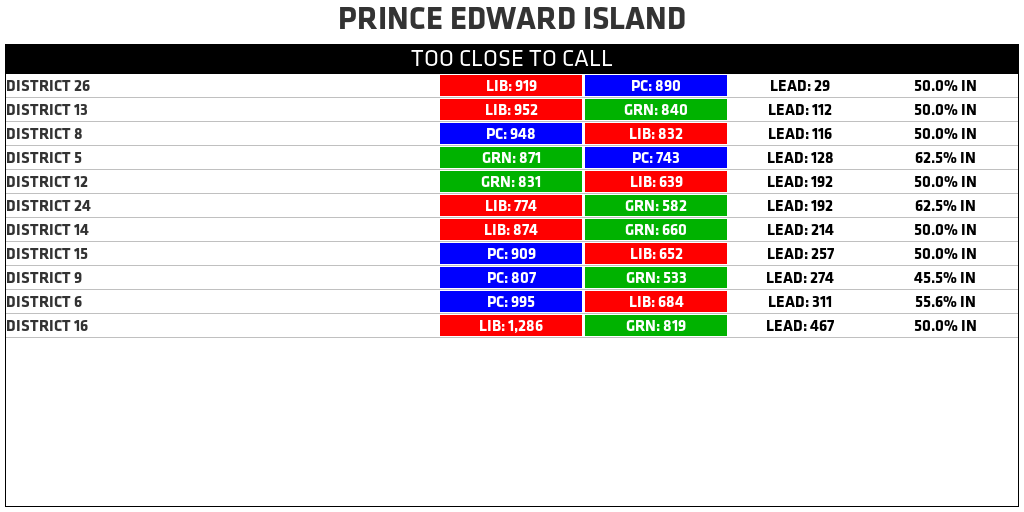 PRINCE EDWARD ISLAND
TOO CLOSE TO CALL
DISTRICT 26 LIB: 919 PC: 890 LEAD: 29 50.0% IN
DISTRICT 13 LIB: 952 GRN: 840 LEAD: 112 50.0% IN
DISTRICT 8 PC: 948 LIB: 832 LEAD: 116 50.0% IN
DISTRICT 5 GRN: 871 PC: 743 LEAD: 128 62.5% IN
DISTRICT 12 GRN: 831 LIB: 639 LEAD: 192 50.0% IN
DISTRICT 24 LIB: 774 GRN: 582 LEAD: 192 62.5% IN
DISTRICT 14 LIB: 874 GRN: 660 LEAD: 214 50.0% IN
DISTRICT 15 PC: 909 LIB: 652 LEAD: 257 50.0% IN
DISTRICT 9 PC: 807 GRN: 533 LEAD: 274 45.5% IN
DISTRICT 6 PC: 995 LIB: 684 LEAD: 311 55.6% IN
DISTRICT 16 LIB: 1,286 GRN: 819 LEAD: 467 50.0% IN